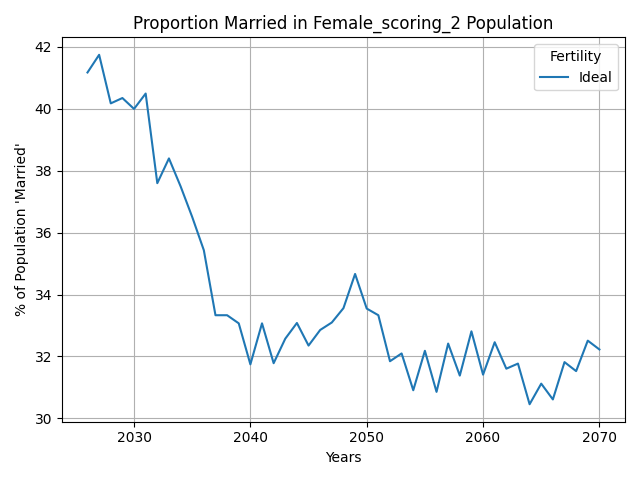 Proportion Married in Female_scoring_2 Population
Fertility
Ideal
% of Population 'Married'
42
40
38
36
34
32
30
2030
2040
2050
2060
2070
Years